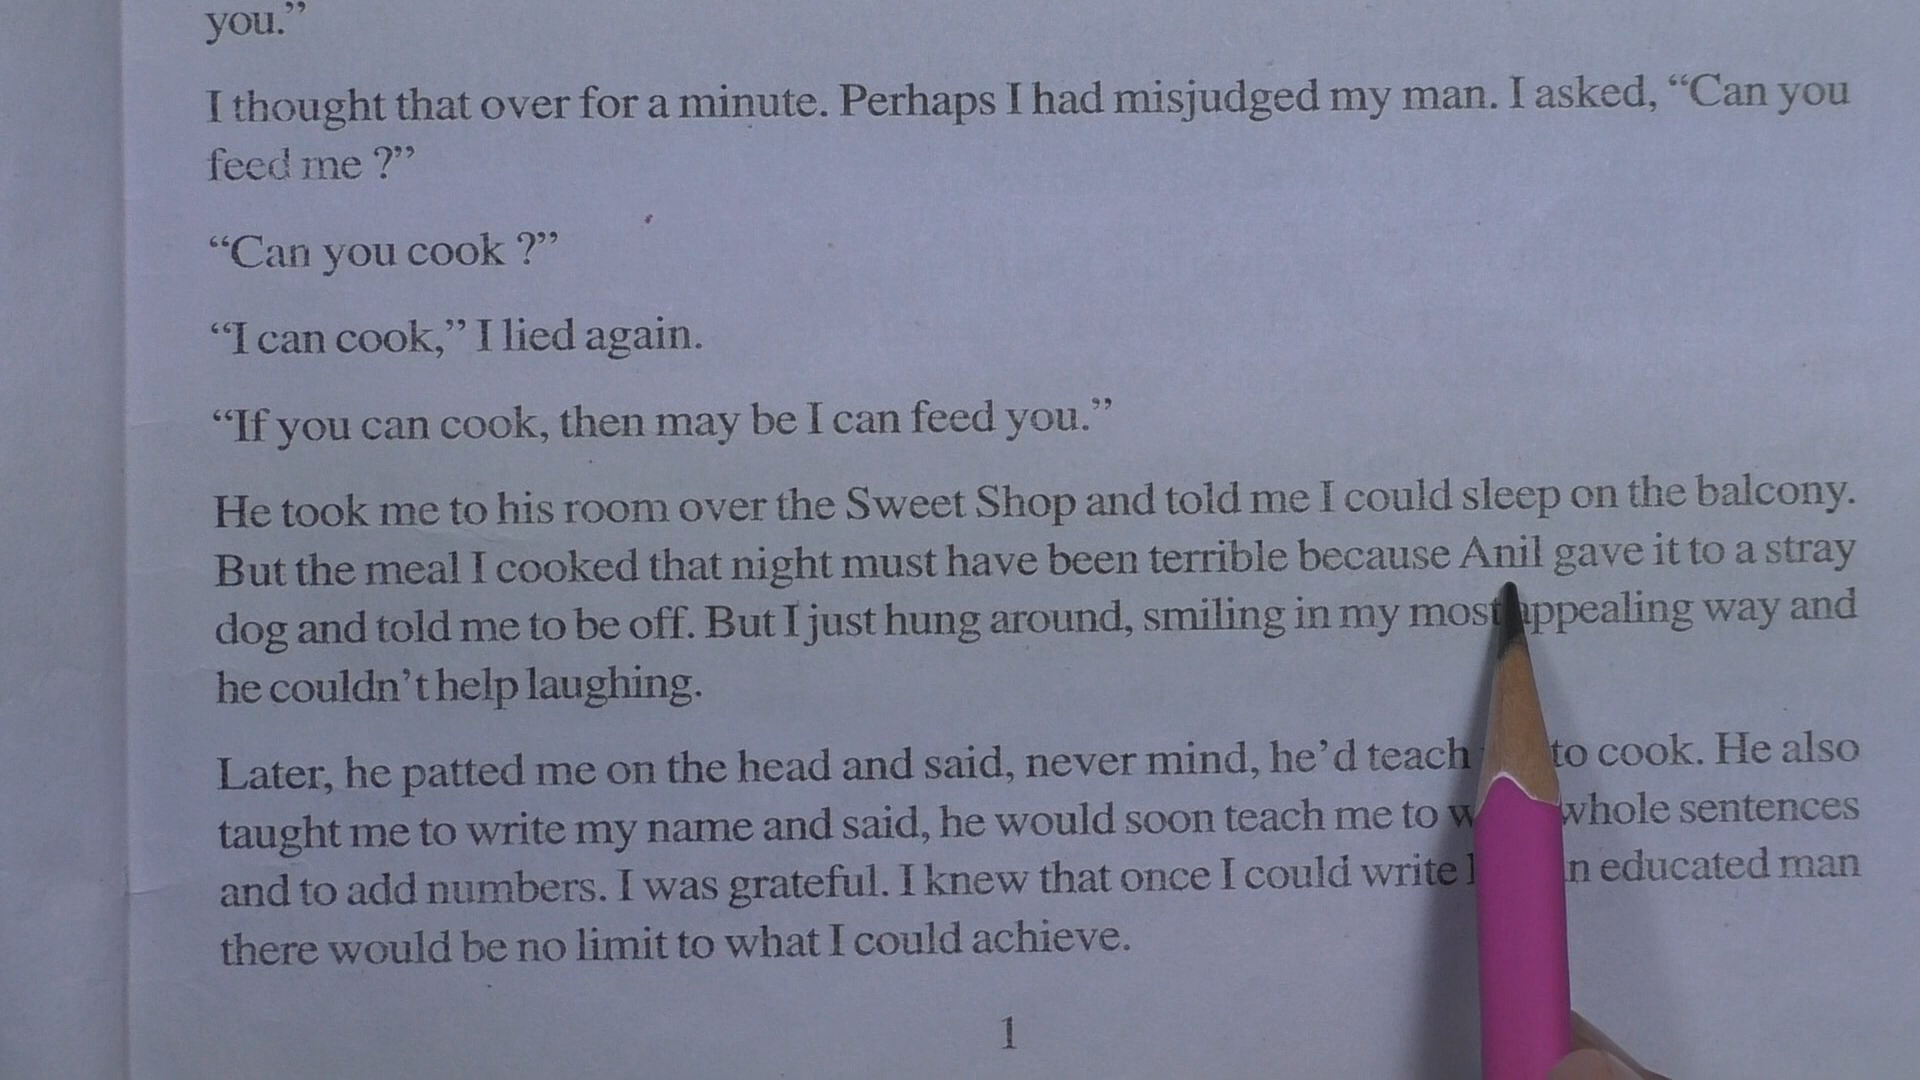 you.”
I thought that over for a minute. Perhaps I had misjudged my man. I asked, “Can you
feed me ?”
“Can you cook ?”
“I can cook,” I lied again.
“If you can cook, then may be I can feed you.”
He took me to his room over the Sweet Shop and told me I could sleep on the balcony.
But the meal I cooked that night must have been terrible because Anil gave it to a stray
dog and told me to be off. But I just hung around, smiling in my most appealing way and
he couldn’t help laughing.
Later, he patted me on the head and said, never mind, he’d teach to cook. He also
taught me to write my name and said, he would soon teach me to whole sentences
and to add numbers. I was grateful. I knew that once I could write educated man
there would be no limit to what I could achieve.
1